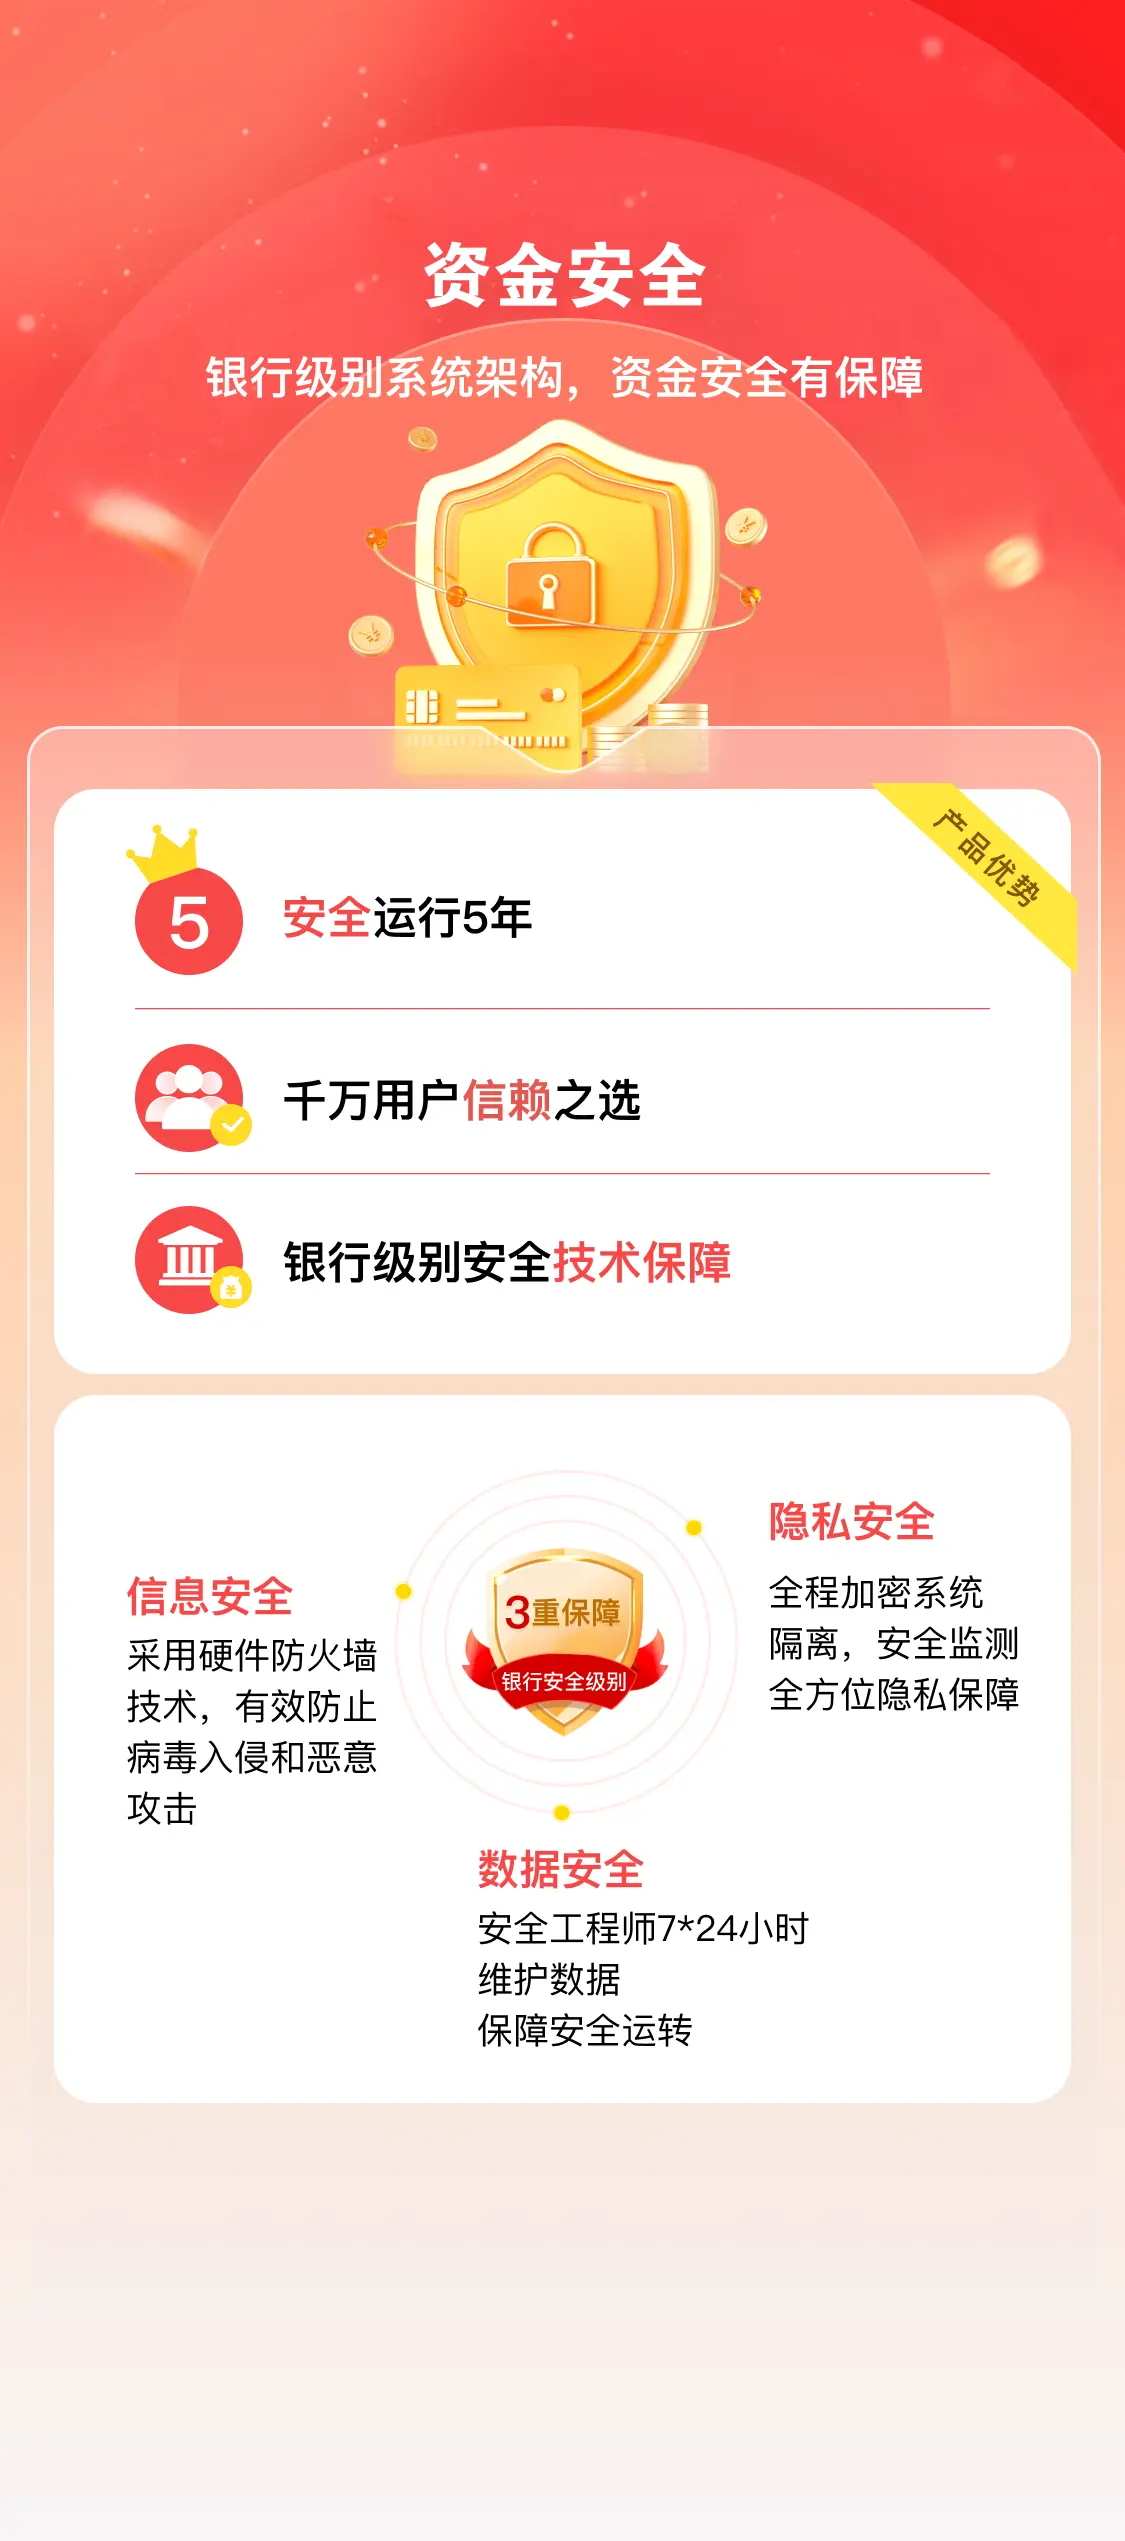 资金安全
银行级别系统架构，资金安全有保障
产品优势
5
安全运行5年
千万用户信赖之选
银行级别安全技术保障
隐私安全
全程加密系统
隔离，安全监测
全方位隐私保障
信息安全
采用硬件防火墙
技术，有效防止
病毒入侵和恶意
攻击
3重保障
银行安全级别
数据安全
安全工程师7*24小时
维护数据
保障安全运转